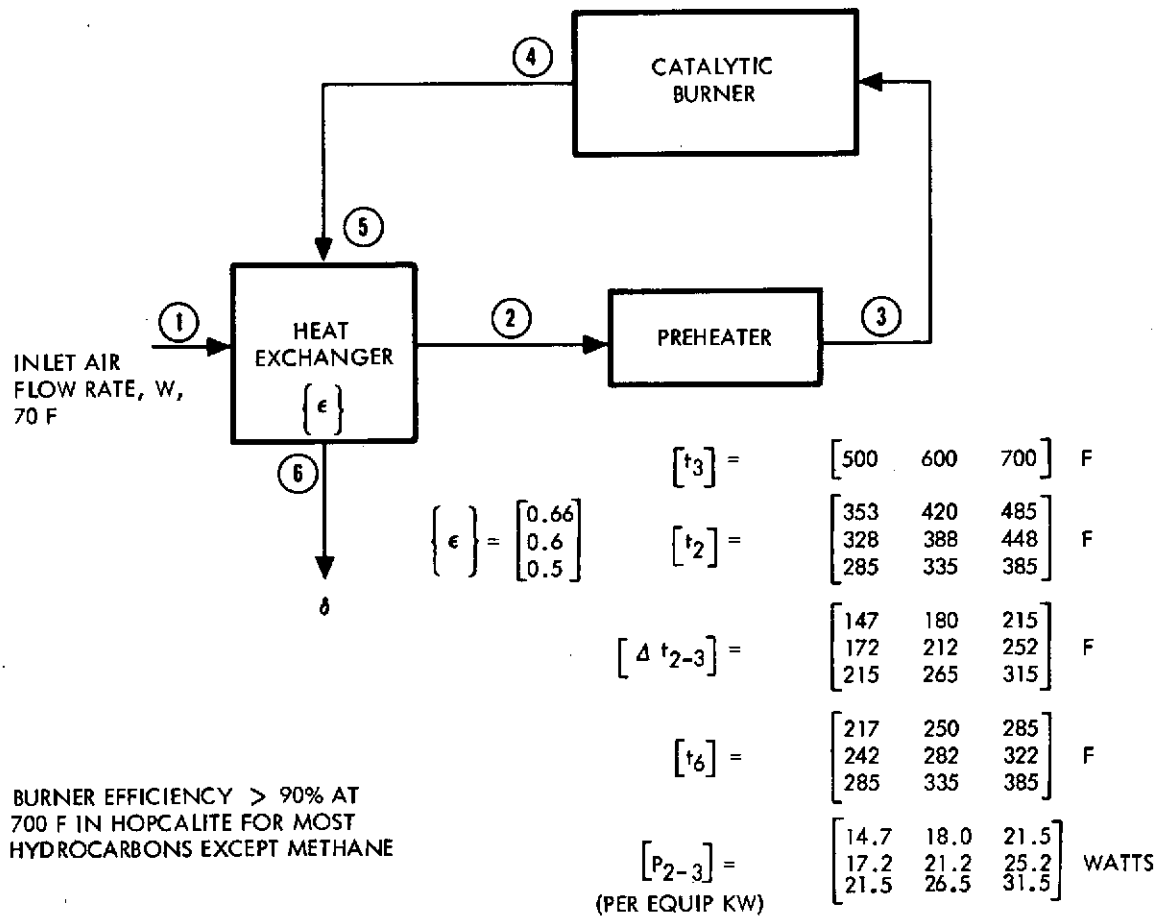 4
CATALYTIC
BURNER
5
1
HEAT
EXCHANGER
{ ϵ }
2
PREHEATER
3
INLET AIR
FLOW RATE, W,
70 F
6
δ
{ ϵ } = [0.66
0.6
0.5]
[t3] = [500 600 700] F
[t2] = [353 420 485
328 388 448
285 335 385] F
[Δ t2-3] = [147 180 215
172 212 252
215 265 315] F
[t6] = [217 250 285
242 282 322
285 335 385] F
[P2-3] = [14.7 18.0 21.5
17.2 21.2 25.2
21.5 26.5 31.5] WATTS
(PER EQUIP KW)
BURNER EFFICIENCY > 90% AT
700 F IN HOPCALITE FOR MOST
HYDROCARBONS EXCEPT METHANE